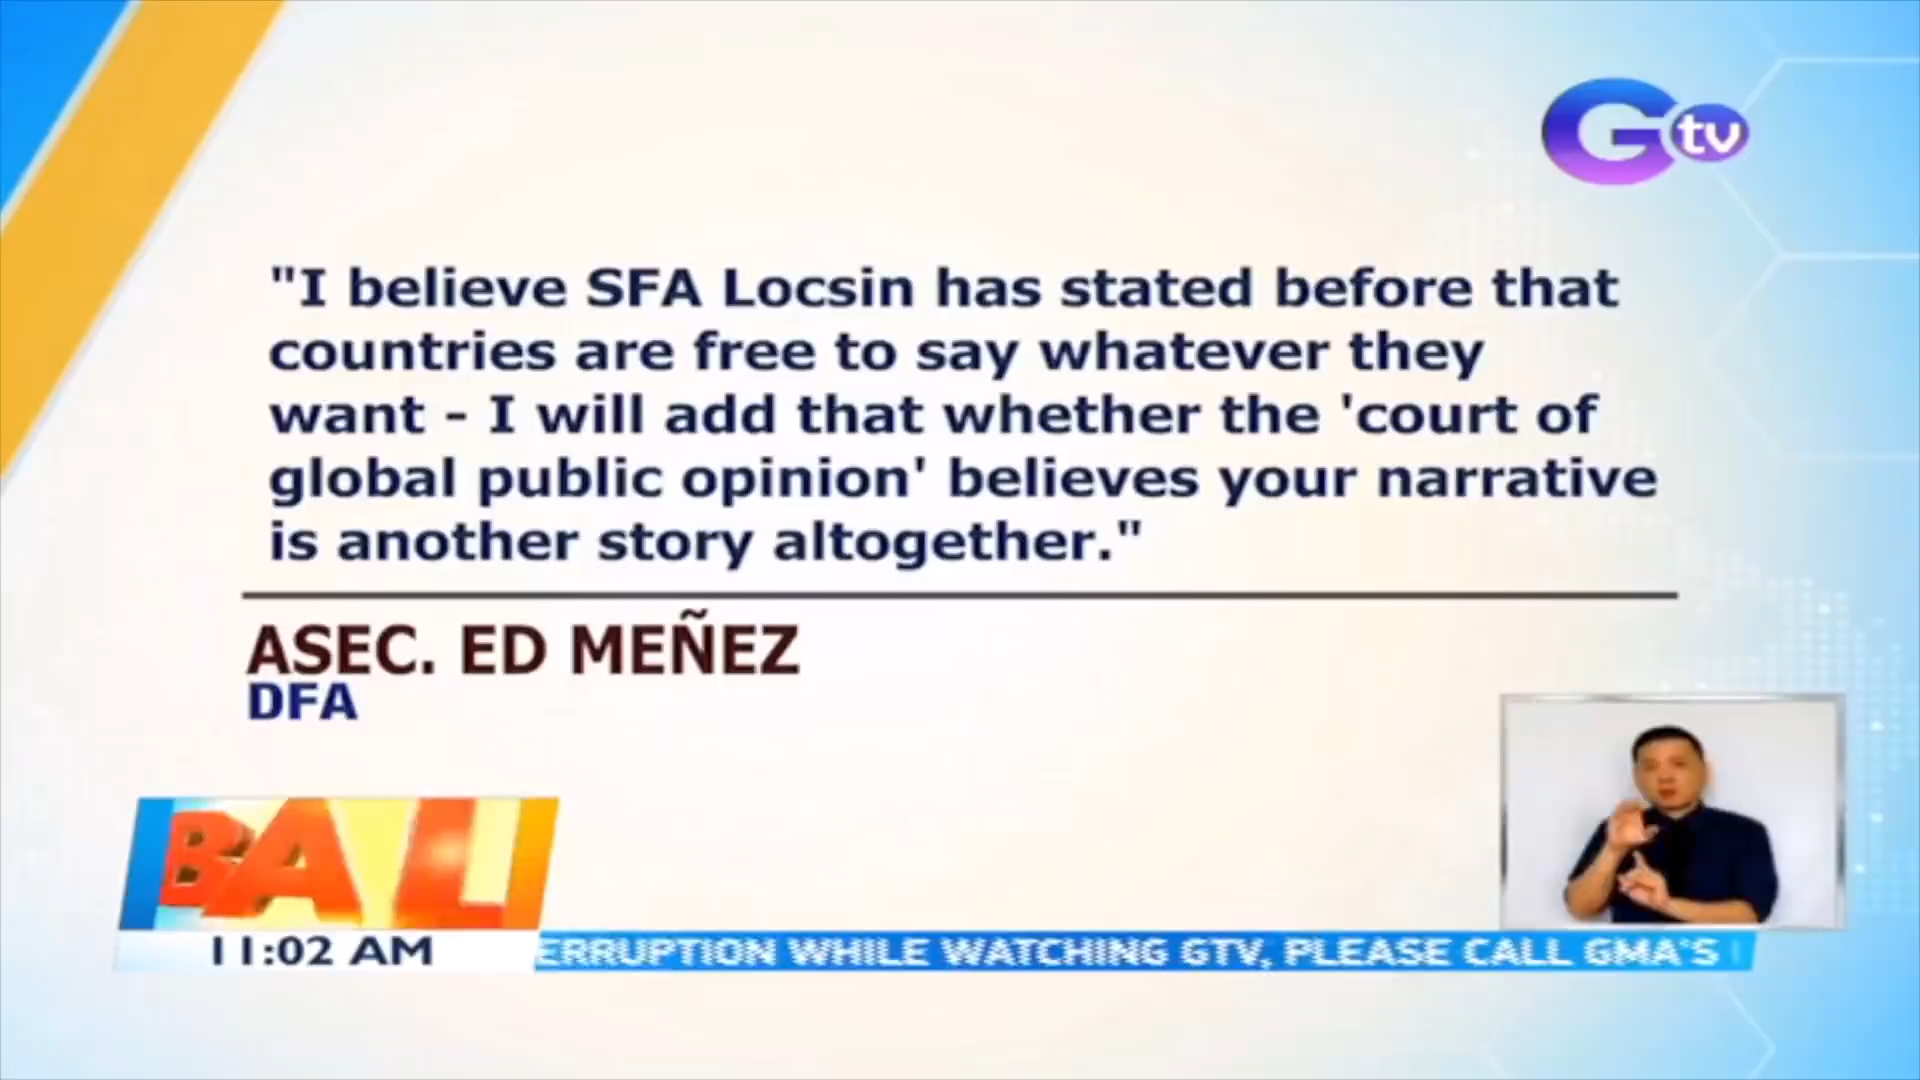 Gtv
"I believe SFA Locsin has stated before that
countries are free to say whatever they
want - I will add that whether the 'court of
global public opinion' believes your narrative
is another story altogether."
ASEC. ED MEÑEZ
DFA
BALI
11:02 AM
ERRUPTION WHILE WATCHING GTV, PLEASE CALL GMA'S